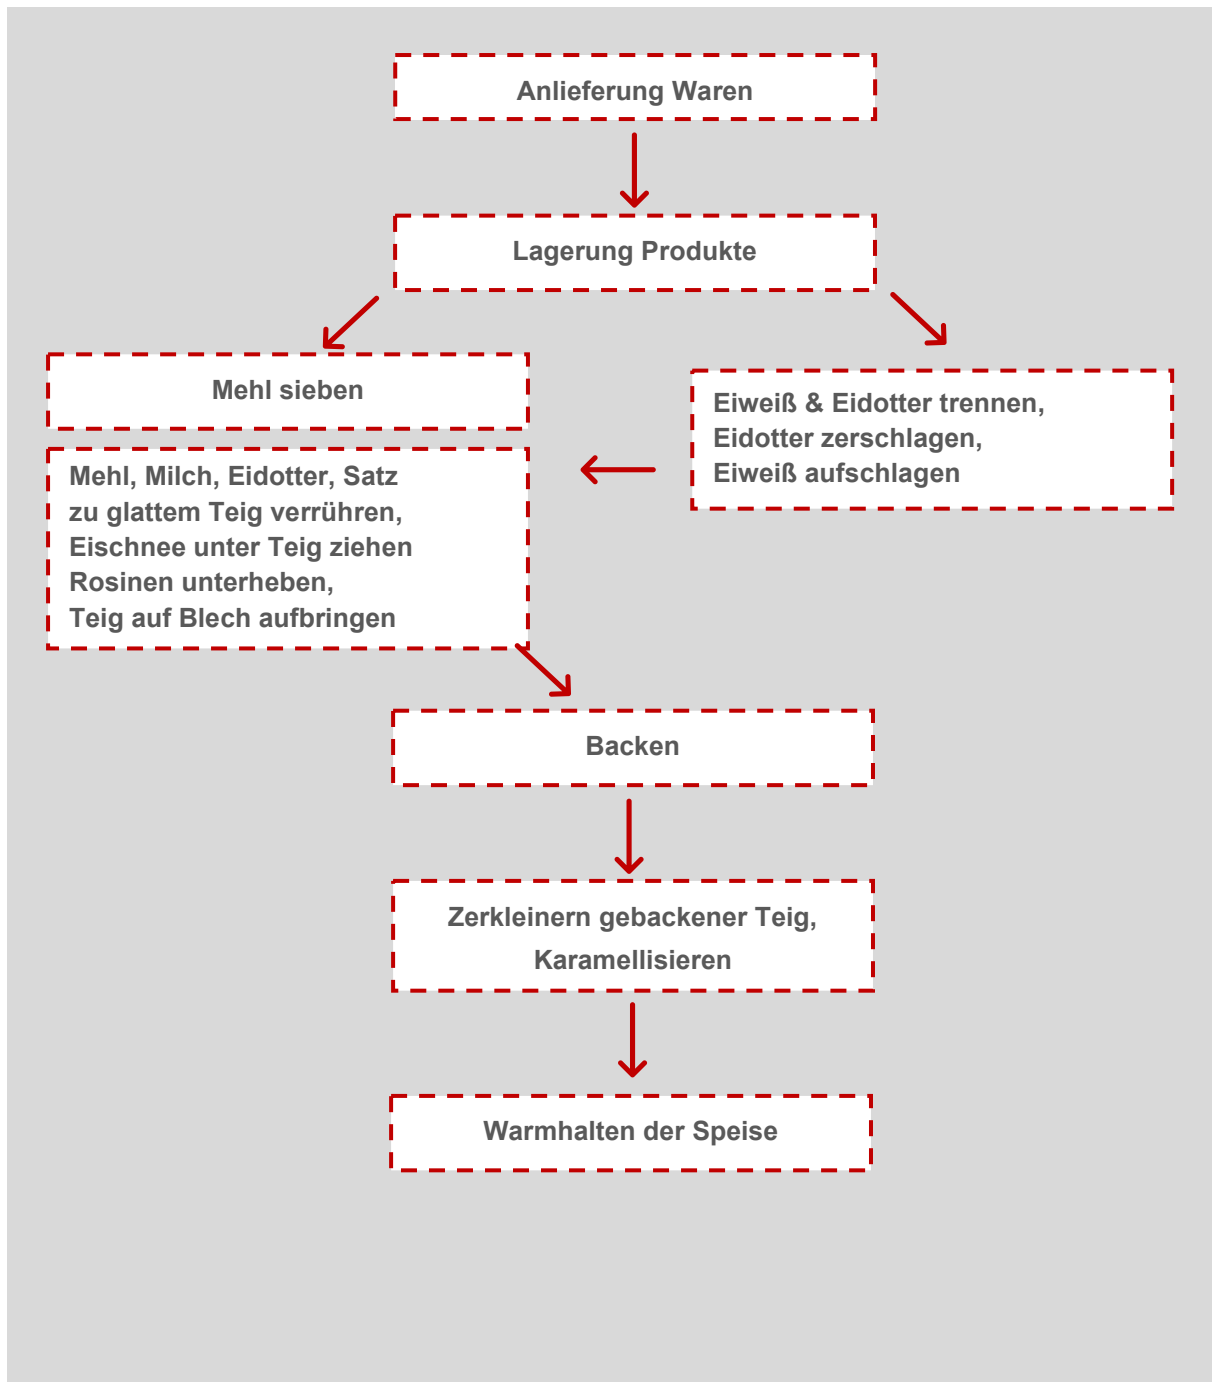 Anlieferung Waren
Lagerung Produkte
Mehl sieben
Eiweiß & Eidotter trennen,
Eidotter zerschlagen,
Eiweiß aufschlagen
Mehl, Milch, Eidotter, Satz
zu glattem Teig verrühren,
Eischnee unter Teig ziehen
Rosinen unterheben,
Teig auf Blech aufbringen
Backen
Zerkleinern gebackener Teig,
Karamellisieren
Warmhalten der Speise